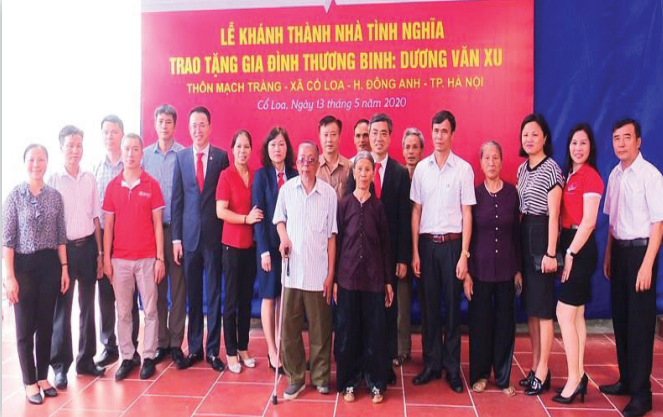 LỄ KHÁNH THÀNH NHÀ TÌNH NGHĨA
TRAO TẶNG GIA ĐÌNH THƯƠNG BINH: DƯƠNG VĂN XU
THÔN MẠCH TRÀNG - XÃ CỔ LOA - H. ĐÔNG ANH - TP. HÀ NỘI
Cổ Loa, Ngày 13 tháng 5 năm 2020